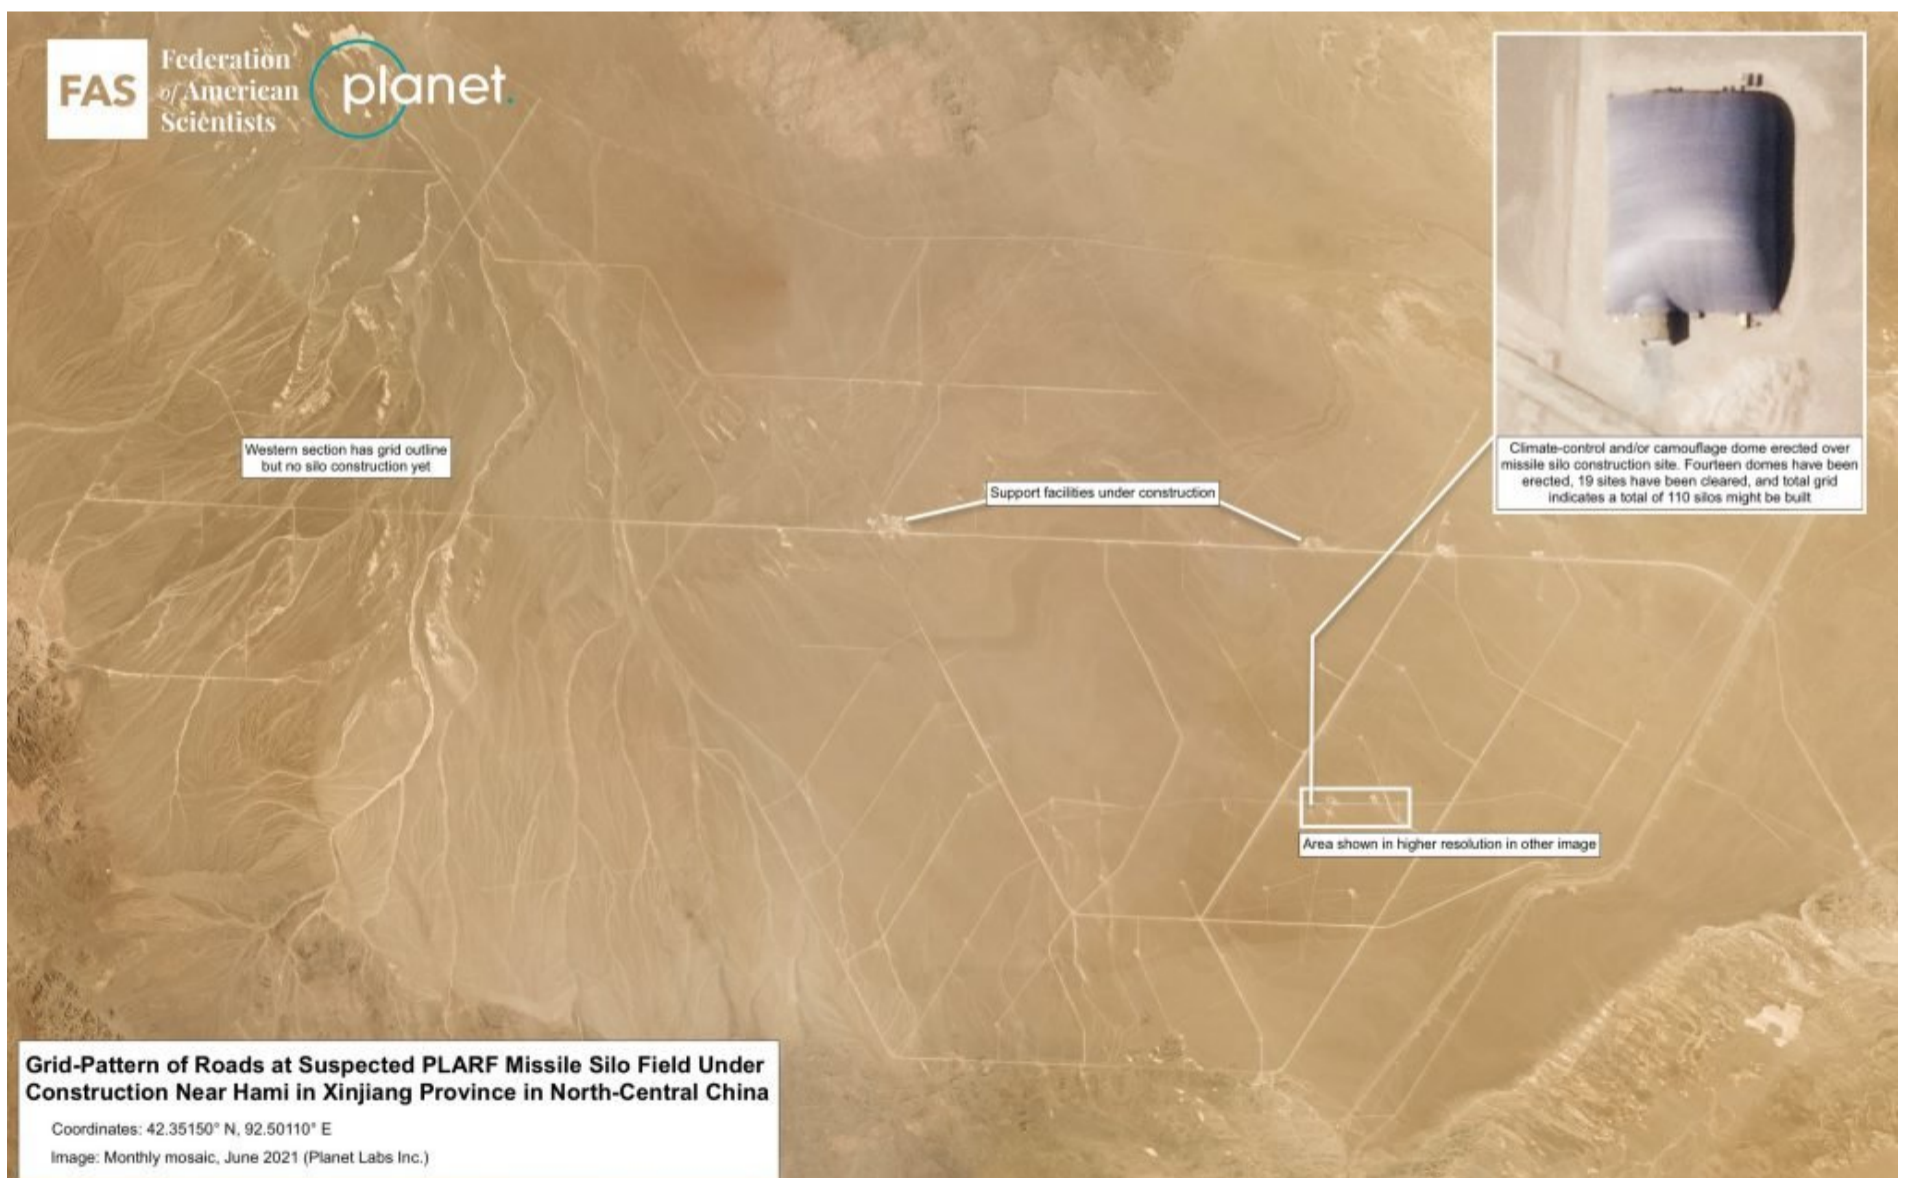 FAS
Federation
of American
Scientists
planet.
Climate-control and/or camouflage dome erected over
missile silo construction site. Fourteen domes have been
erected, 19 sites have been cleared, and total grid
indicates a total of 110 silos might be built
Western section has grid outline
but no silo construction yet
Support facilities under construction
Area shown in higher resolution in other image
Grid-Pattern of Roads at Suspected PLARF Missile Silo Field Under
Construction Near Hami in Xinjiang Province in North-Central China
Coordinates: 42.35150° N, 92.50110° E
Image: Monthly mosaic, June 2021 (Planet Labs Inc.)